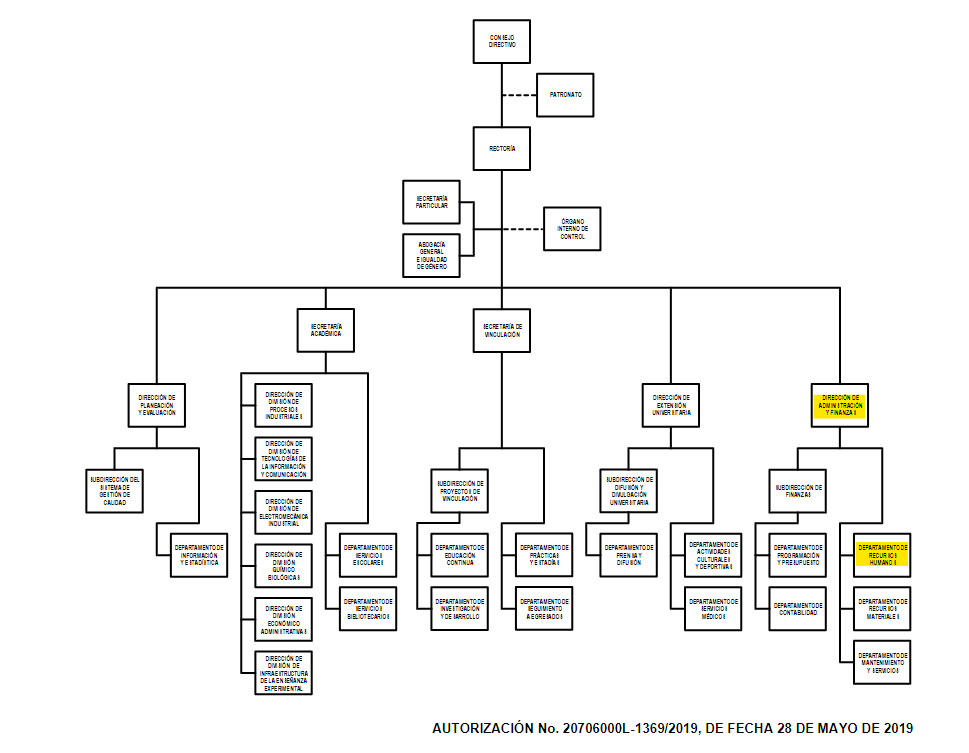 CONSEJO
DIRECTIVO
PATRONATO
RECTORÍA
SECRETARÍA
PARTICULAR
ÓRGANO
INTERNO DE
CONTROL
ABOGACÍA
GENERAL
E IGUALDAD
DE GÉNERO
SECRETARÍA
ACADÉMICA
SECRETARÍA DE
VINCULACIÓN
DIRECCIÓN DE
PLANEACIÓN
Y EVALUACIÓN
DIRECCIÓN DE
DIVISIÓN DE
PROCESOS
INDUSTRIALES
DIRECCIÓN DE
EXTENSIÓN
UNIVERSITARIA
DIRECCIÓN DE
ADMINISTRACIÓN
Y FINANZAS
DIRECCIÓN DE
DIVISIÓN DE
TECNOLOGÍAS DE
LA INFORMACIÓN
Y COMUNICACIÓN
SUBDIRECCIÓN DEL
SISTEMA DE
GESTIÓN DE
CALIDAD
SUBDIRECCIÓN DE
PROYECTOS DE
VINCULACIÓN
SUBDIRECCIÓN DE
DIFUSIÓN Y
DIVULGACIÓN
UNIVERSITARIA
SUBDIRECCIÓN DE
FINANZAS
DIRECCIÓN DE
DIVISIÓN DE
ELECTROMECÁNICA
INDUSTRIAL
DEPARTAMENTO DE
INFORMACIÓN
Y ESTADÍSTICA
DIRECCIÓN DE
DIVISIÓN
QUÍMICO
BIOLÓGICAS
DEPARTAMENTO DE
SERVICIOS
ESCOLARES
DEPARTAMENTO DE
EDUCACIÓN
CONTINUA
DEPARTAMENTO DE
PRÁCTICAS
Y ESTADÍAS
DEPARTAMENTO
DE PRENSA Y
DIFUSIÓN
DEPARTAMENTO DE
ACTIVIDADES
CULTURALES
Y DEPORTIVAS
DEPARTAMENTO DE
PROGRAMACIÓN
Y PRESUPUESTO
DEPARTAMENTO DE
RECURSOS
HUMANOS
DIRECCIÓN DE
DIVISIÓN
ECONÓMICO
ADMINISTRATIVAS
DEPARTAMENTO DE
SERVICIOS
BIBLIOTECARIOS
DEPARTAMENTO DE
INVESTIGACIÓN
Y DESARROLLO
DEPARTAMENTO DE
SEGUIMIENTO
A EGRESADOS
DEPARTAMENTO DE
SERVICIOS
MÉDICOS
DEPARTAMENTO DE
CONTABILIDAD
DEPARTAMENTO DE
RECURSOS
MATERIALES
DIRECCIÓN DE
DIVISIÓN DE
INFRAESTRUCTURA
DE LA ENSEÑANZA
EXPERIMENTAL
DEPARTAMENTO DE
MANTENIMIENTO
Y SERVICIOS
AUTORIZACIÓN No. 20706000L-1369/2019, DE FECHA 28 DE MAYO DE 2019